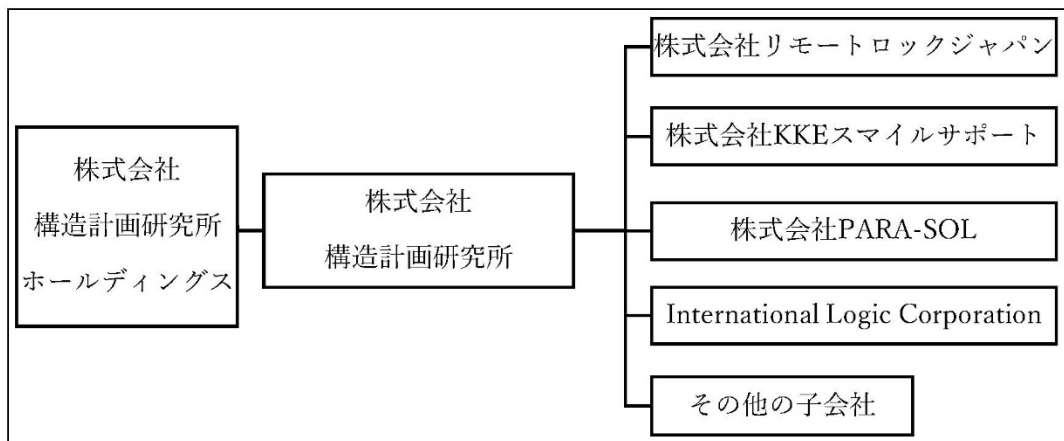 株式会社
構造計画研究所
ホールディングス
株式会社
構造計画研究所
株式会社リモートロックジャパン
株式会社KKEスマイルサポート
株式会社PARA-SOL
International Logic Corporation
その他の子会社